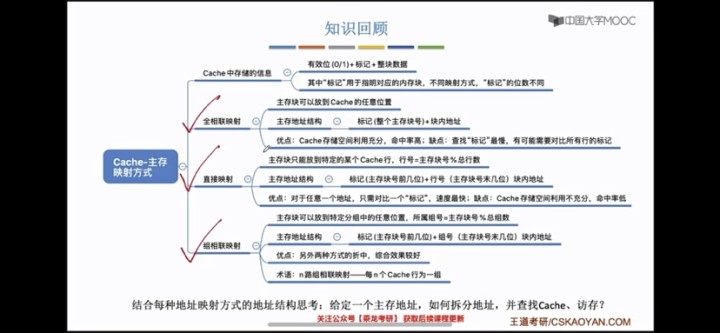 知识回顾
中国大学MOOC
有效位(0/1)+标记+整块数据
Cache中存储的信息
其中“标记”用于指明对应的内存块，不同映射方式，“标记”的位数不同
主存块可以放到Cache的任意位置
全相联映射
主存地址结构
标记(整个主存块号)+块内地址
优点：Cache存储空间利用充分，命中率高；缺点：查找“标记”最慢，有可能需要对比所有行的标记
Cache-主存
映射方式
主存块只能放到特定的某个Cache行，行号=主存块号％总行数
直接映射
主存地址结构
标记(主存块号前几位)+行号（主存块号末几位）块内地址
优点：对于任意一个地址，只需对比一个“标记”，速度最快；缺点：Cache存储空间利用不充分，命中率低
主存块可以放到特定分组中的任意位置，所属组号=主存块号％总组数
组相联映射
主存地址结构
标记(主存块号前几位)+组号（主存块号末几位）块内地址
优点：另外两种方式的折中，综合效果较好
术语：n路组相联映射——每n个Cache行为一组
结合每种地址映射方式的地址结构思考：给定一个主存地址，如何拆分地址，并查找Cache、访存？
关注公众号【乘龙考研】获取后续课程更新
王道考研/CSKAOYAN.COM